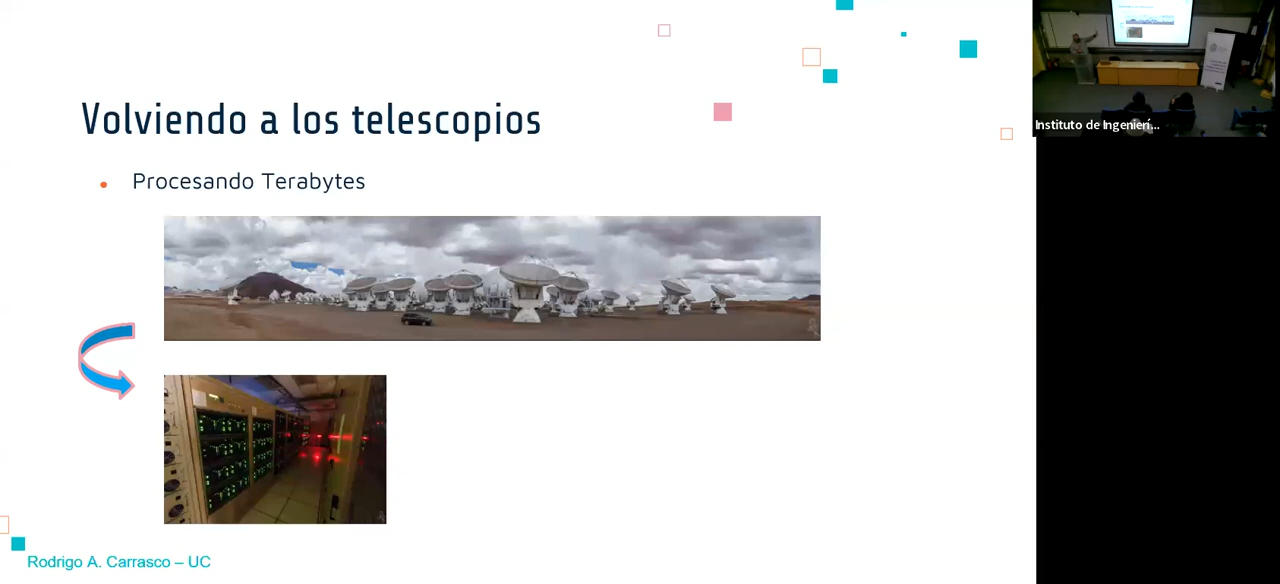 Volviendo a los telescopios
• Procesando Terabytes
Rodrigo A. Carrasco – UC
Instituto de Ingenierí...